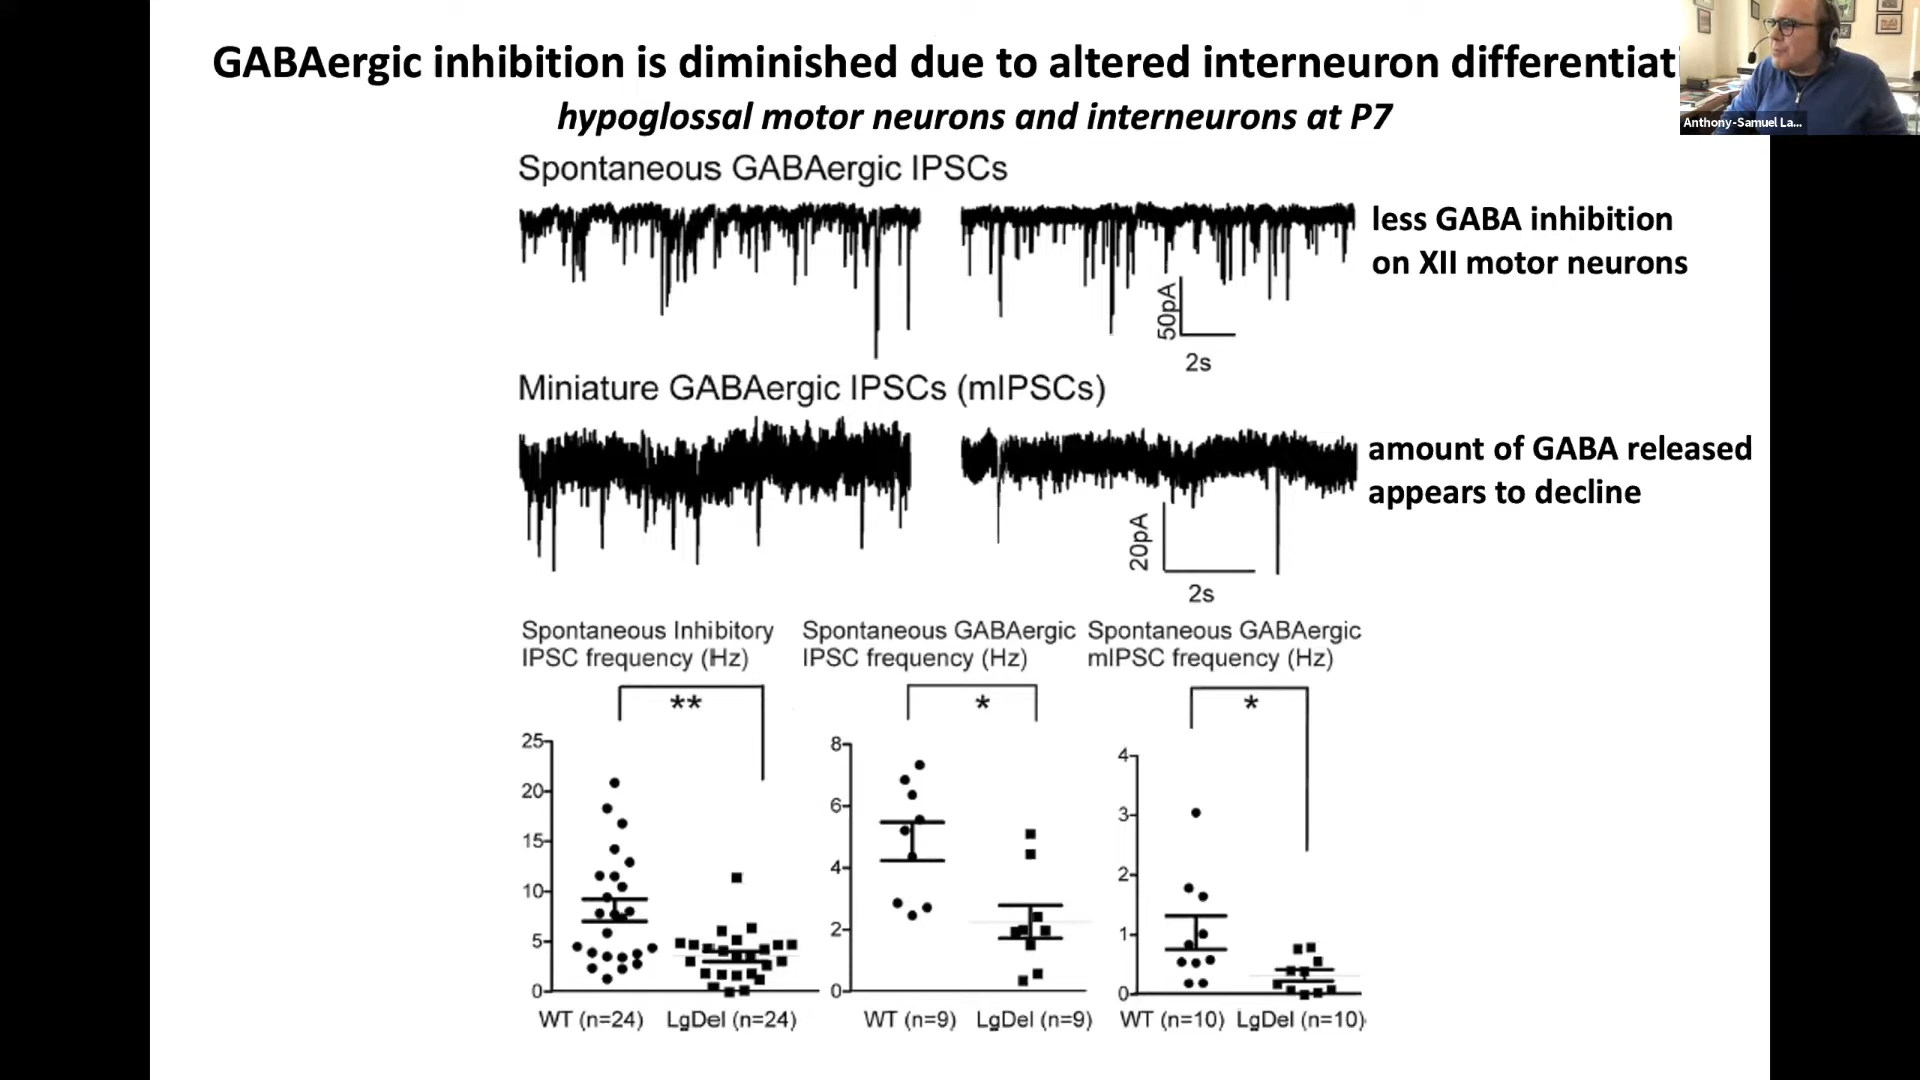 GABAergic inhibition is diminished due to altered interneuron differentiati
hypoglossal motor neurons and interneurons at P7
Anthony-Samuel La...
Spontaneous GABAergic IPSCs
less GABA inhibition
on XII motor neurons
50pA
2s
Miniature GABAergic IPSCs (mIPSCs)
amount of GABA released
appears to decline
20pA
2s
Spontaneous Inhibitory
IPSC frequency (Hz)
**
25
20
15
10
5
0
WT (n=24) LgDel (n=24)
Spontaneous GABAergic
IPSC frequency (Hz)
*
8
6
4
2
0
WT (n=9) LgDel (n=9)
Spontaneous GABAergic
mIPSC frequency (Hz)
*
4
3
2
1
0
WT (n=10) LgDel (n=10)